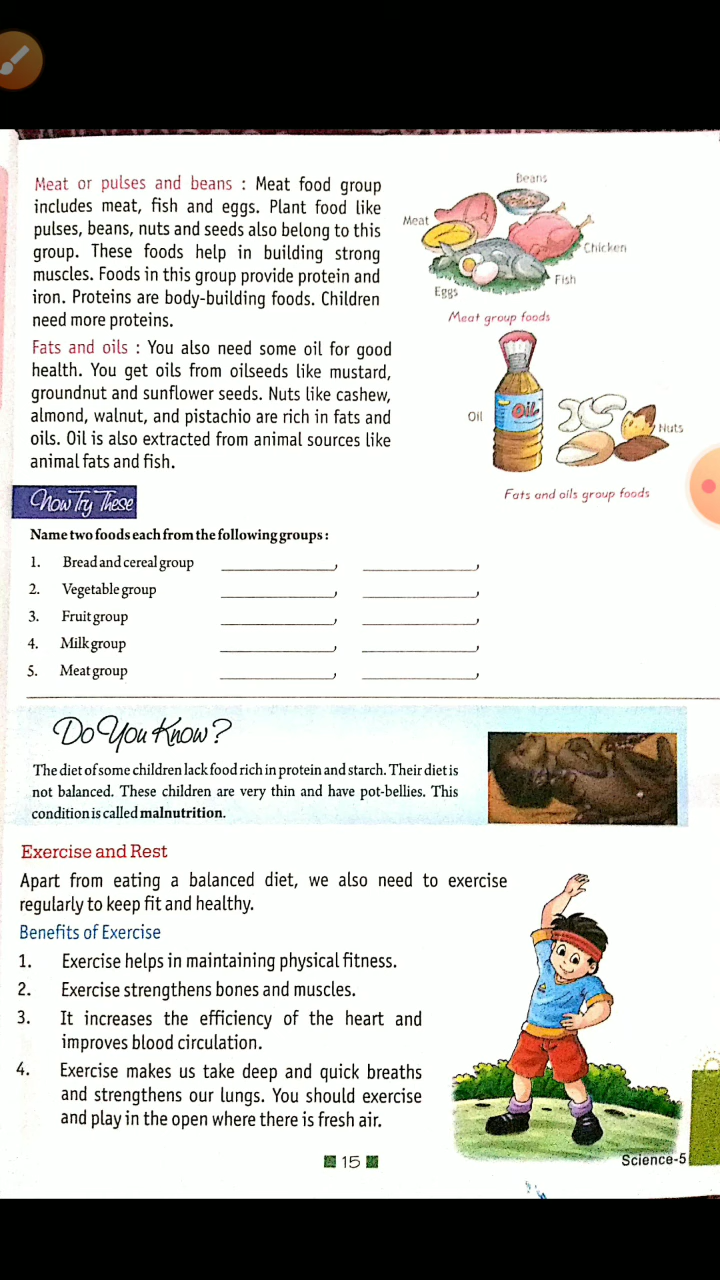 Meat or pulses and beans : Meat food group
includes meat, fish and eggs. Plant food like
pulses, beans, nuts and seeds also belong to this
group. These foods help in building strong
muscles. Foods in this group provide protein and
iron. Proteins are body-building foods. Children
need more proteins.
Beans
Meat
Chicken
Fish
Eggs
Meat group foods
Fats and oils : You also need some oil for good
health. You get oils from oilseeds like mustard,
groundnut and sunflower seeds. Nuts like cashew,
almond, walnut, and pistachio are rich in fats and
oils. Oil is also extracted from animal sources like
animal fats and fish.
Oil
Oil
Nuts
Fats and oils group foods
Now Try These
Name two foods each from the following groups :
1. Bread and cereal group ____________, ____________,
2. Vegetable group ____________, ____________,
3. Fruit group ____________, ____________,
4. Milk group ____________, ____________,
5. Meat group ____________, ____________,
Do You Know?
The diet of some children lack food rich in protein and starch. Their diet is
not balanced. These children are very thin and have pot-bellies. This
condition is called malnutrition.
Exercise and Rest
Apart from eating a balanced diet, we also need to exercise
regularly to keep fit and healthy.
Benefits of Exercise
1. Exercise helps in maintaining physical fitness.
2. Exercise strengthens bones and muscles.
3. It increases the efficiency of the heart and
improves blood circulation.
4. Exercise makes us take deep and quick breaths
and strengthens our lungs. You should exercise
and play in the open where there is fresh air.
15
Science-5